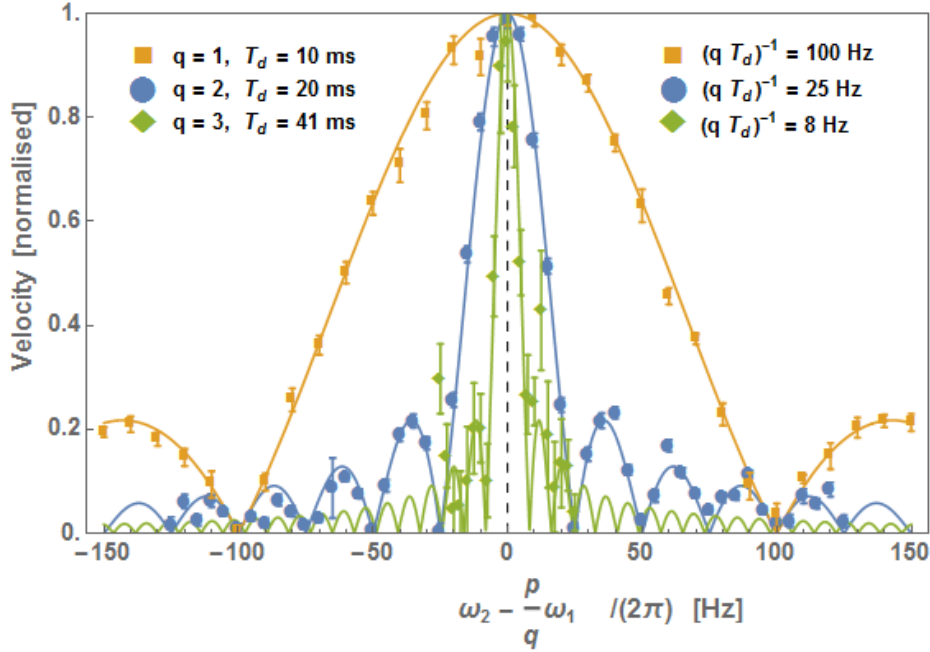 1.
0.8
0.6
0.4
0.2
0.
Velocity [normalised]
q = 1, T_d = 10 ms
q = 2, T_d = 20 ms
q = 3, T_d = 41 ms
(q T_d)⁻¹ = 100 Hz
(q T_d)⁻¹ = 25 Hz
(q T_d)⁻¹ = 8 Hz
−150 −100 −50 0 50 100 150
ω₂ − p/q ω₁ /(2π) [Hz]